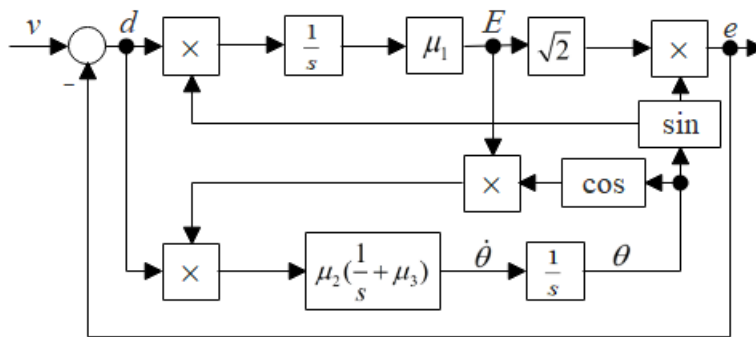 v d × 1/s μ₁ E √2 × e
-
sin
× cos
× μ₂(1/s + μ₃) θ̇ 1/s θ